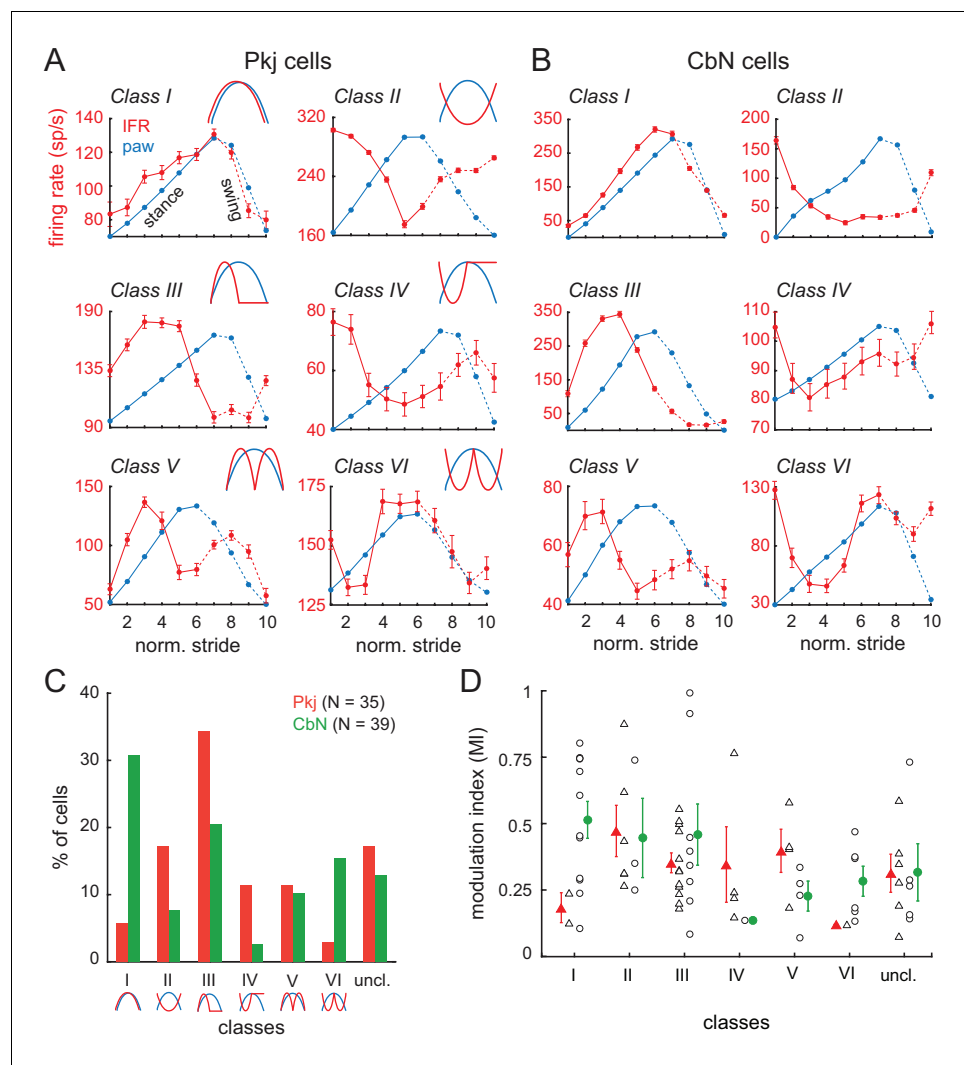 A
Pkj cells
B
CbN cells
Class I
IFR
paw
stance
swing
firing rate (sp/s)
140
120
100
80
Class II
320
240
160
Class I
350
250
150
50
Class II
200
150
100
50
0
Class III
190
135
90
Class IV
80
60
40
Class III
350
250
150
50
Class IV
110
100
90
80
70
Class V
150
100
50
2 4 6 8 10
norm. stride
Class VI
175
150
125
2 4 6 8 10
norm. stride
Class V
80
60
40
2 4 6 8 10
norm. stride
Class VI
130
80
30
2 4 6 8 10
norm. stride
C
40
30
20
10
0
% of cells
Pkj (N = 35)
CbN (N = 39)
I II III IV V VI uncl.
classes
D
1
0.75
0.5
0.25
0
modulation index (MI)
I II III IV V VI uncl.
classes